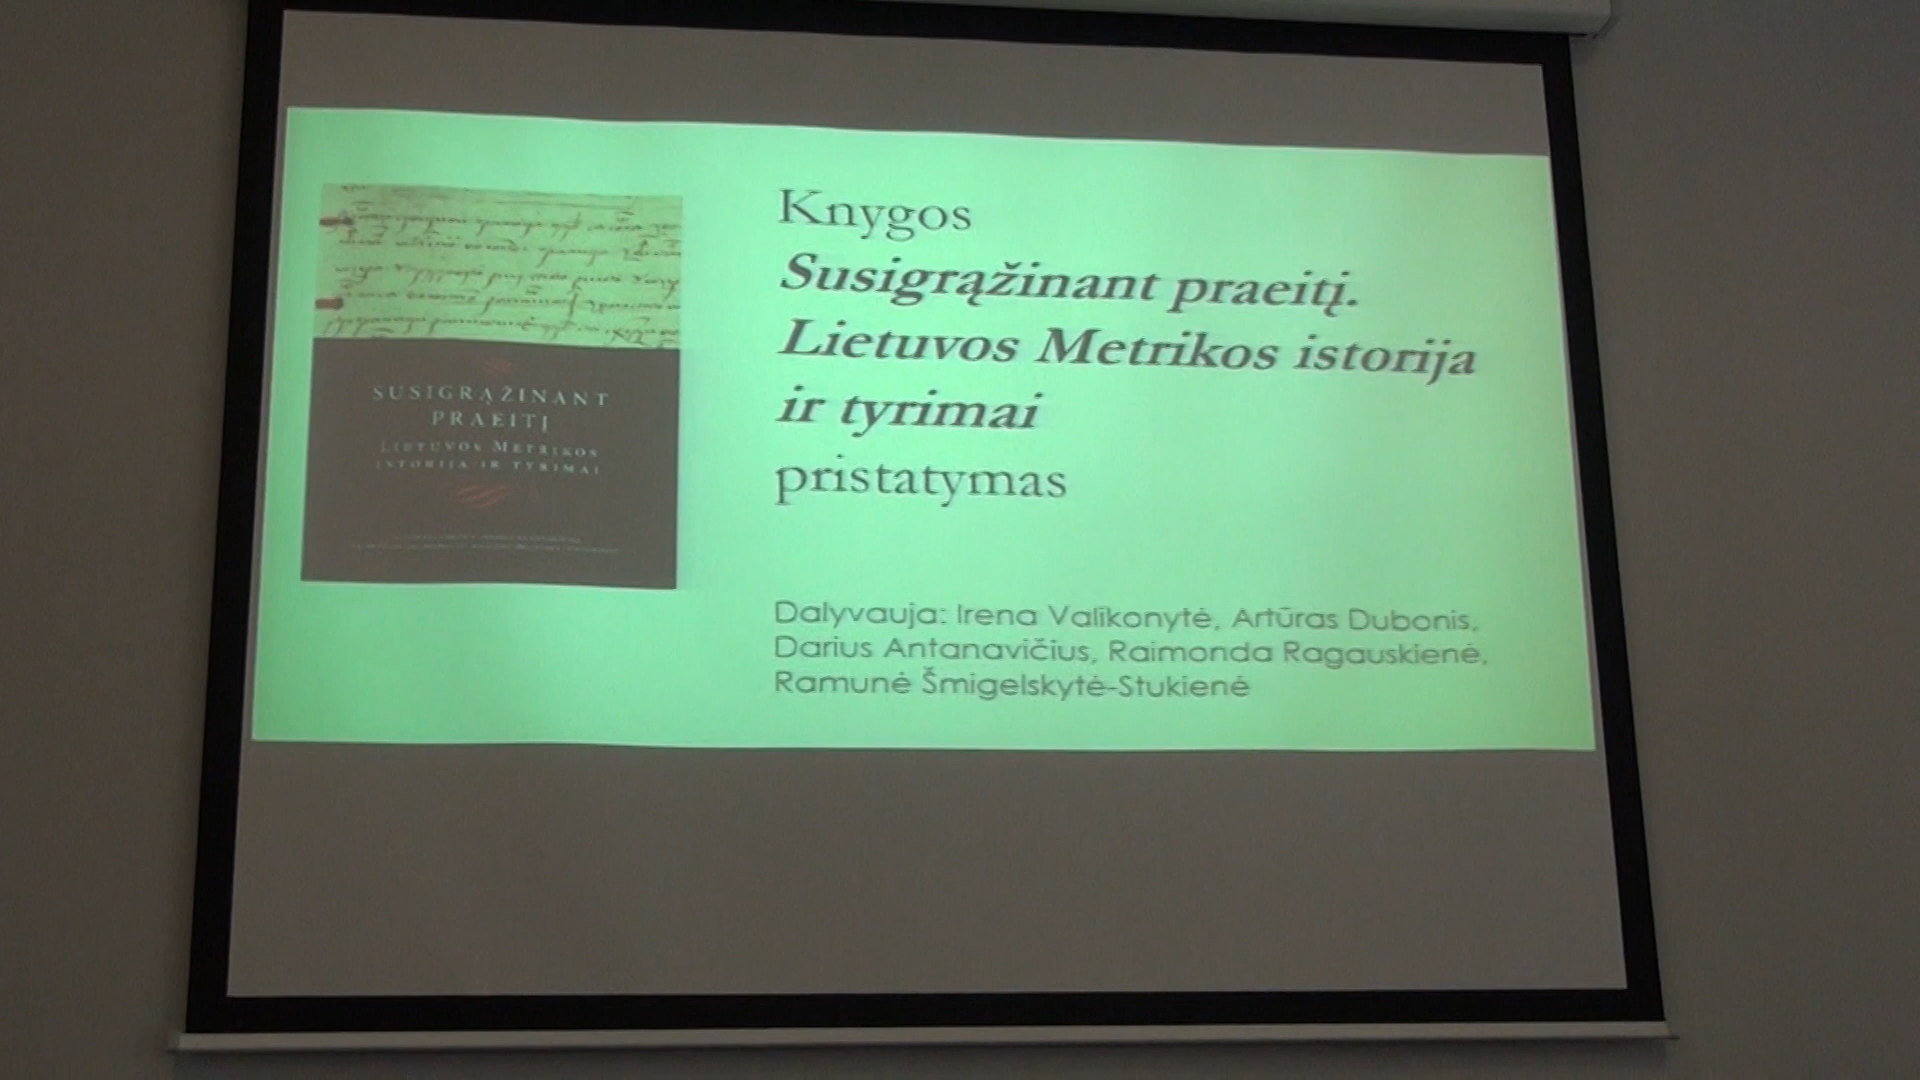 SUSIGRĄŽINANT
PRAEITĮ
LIETUVOS METRIKOS
ISTORIJA IR TYRIMAI
Knygos
Susigrąžinant praeitį.
Lietuvos Metrikos istorija
ir tyrimai
pristatymas
Dalyvauja: Irena Valikonytė, Artūras Dubonis,
Darius Antanavičius, Raimonda Ragauskienė,
Ramunė Šmigelskytė-Stukienė